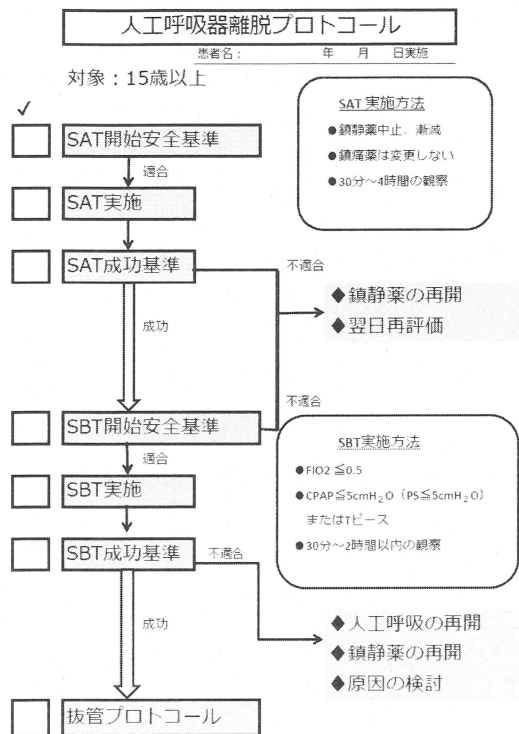 人工呼吸器離脱プロトコール
患者名： 年 月 日実施
対象：15歳以上
✓
SAT 実施方法
●鎮静薬中止、漸減
●鎮痛薬は変更しない
●30分～4時間の観察
SAT開始安全基準
適合
SAT実施
SAT成功基準
不適合
◆鎮静薬の再開
◆翌日再評価
成功
不適合
SBT開始安全基準
適合
SBT実施方法
●FIO2 ≦0.5
●CPAP≦5cmH₂O（PS≦5cmH₂O）
またはTピース
●30分～2時間以内の観察
SBT実施
SBT成功基準
不適合
成功
◆人工呼吸の再開
◆鎮静薬の再開
◆原因の検討
抜管プロトコール